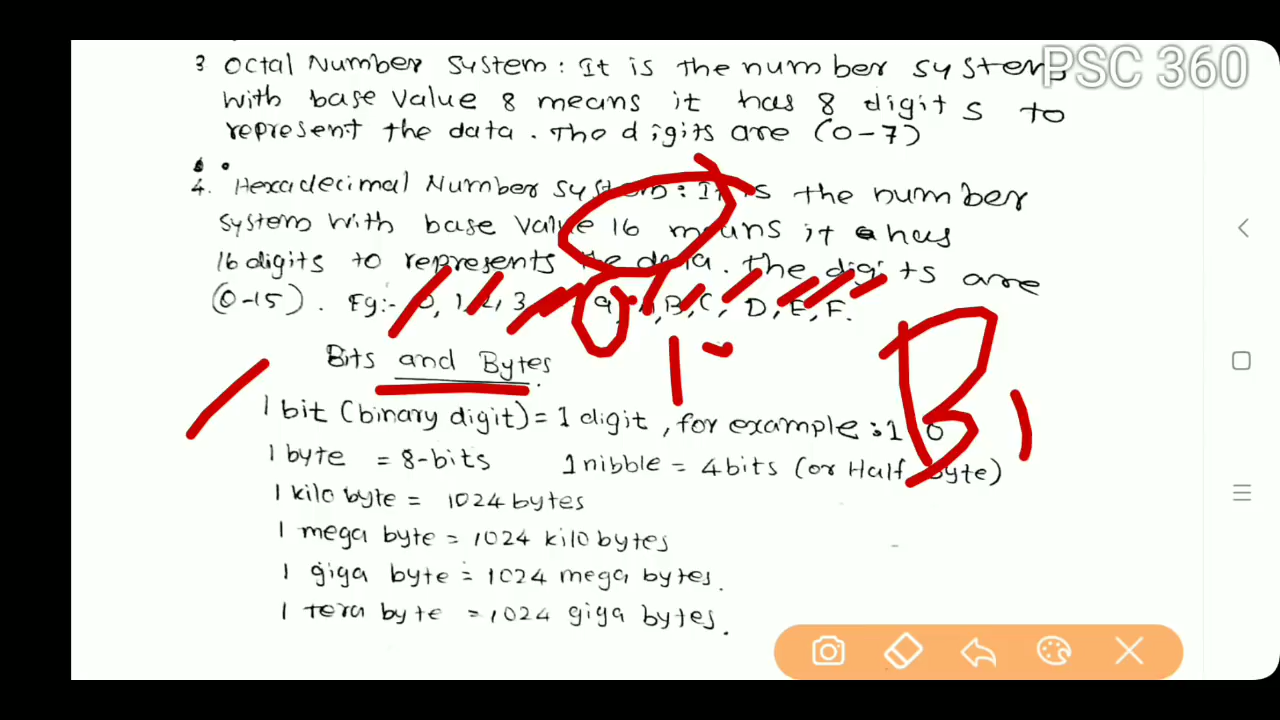 PSC 360
3 Octal Number System: It is the number system
with base value 8 means it has 8 digits to
represent the data. The digits are (0-7)
4. Hexadecimal Number System: It is the number
system with base value 16 means it has
16 digits to represents the data. The digits are
(0-15). Eg:- 0, 1, 2, 3 9, A, B, C, D, E, F.
Bits and Bytes.
1 bit (binary digit) = 1 digit, for example: 1 0
1 byte = 8-bits 1 nibble = 4 bits (or Half byte)
1 kilo byte = 1024 bytes
1 mega byte = 1024 kilo bytes
1 giga byte = 1024 mega bytes.
1 tera byte = 1024 giga bytes.